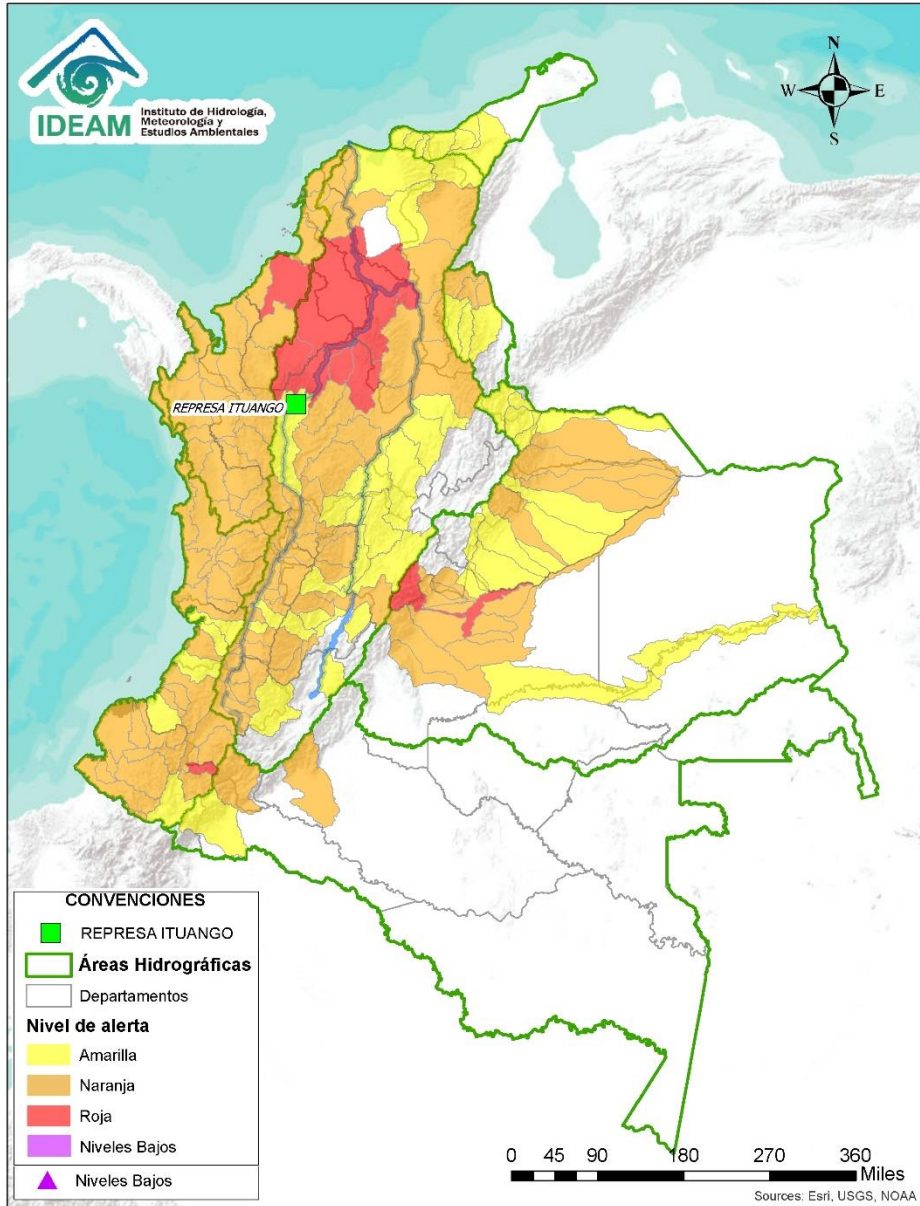 IDEAM
Instituto de Hidrología,
Meteorología y
Estudios Ambientales
N
W E
S
REPRESA ITUANGO
CONVENCIONES
REPRESA ITUANGO
Áreas Hidrográficas
Departamentos
Nivel de alerta
Amarilla
Naranja
Roja
Niveles Bajos
Niveles Bajos
0 45 90 180 270 360
Miles
Sources: Esri, USGS, NOAA